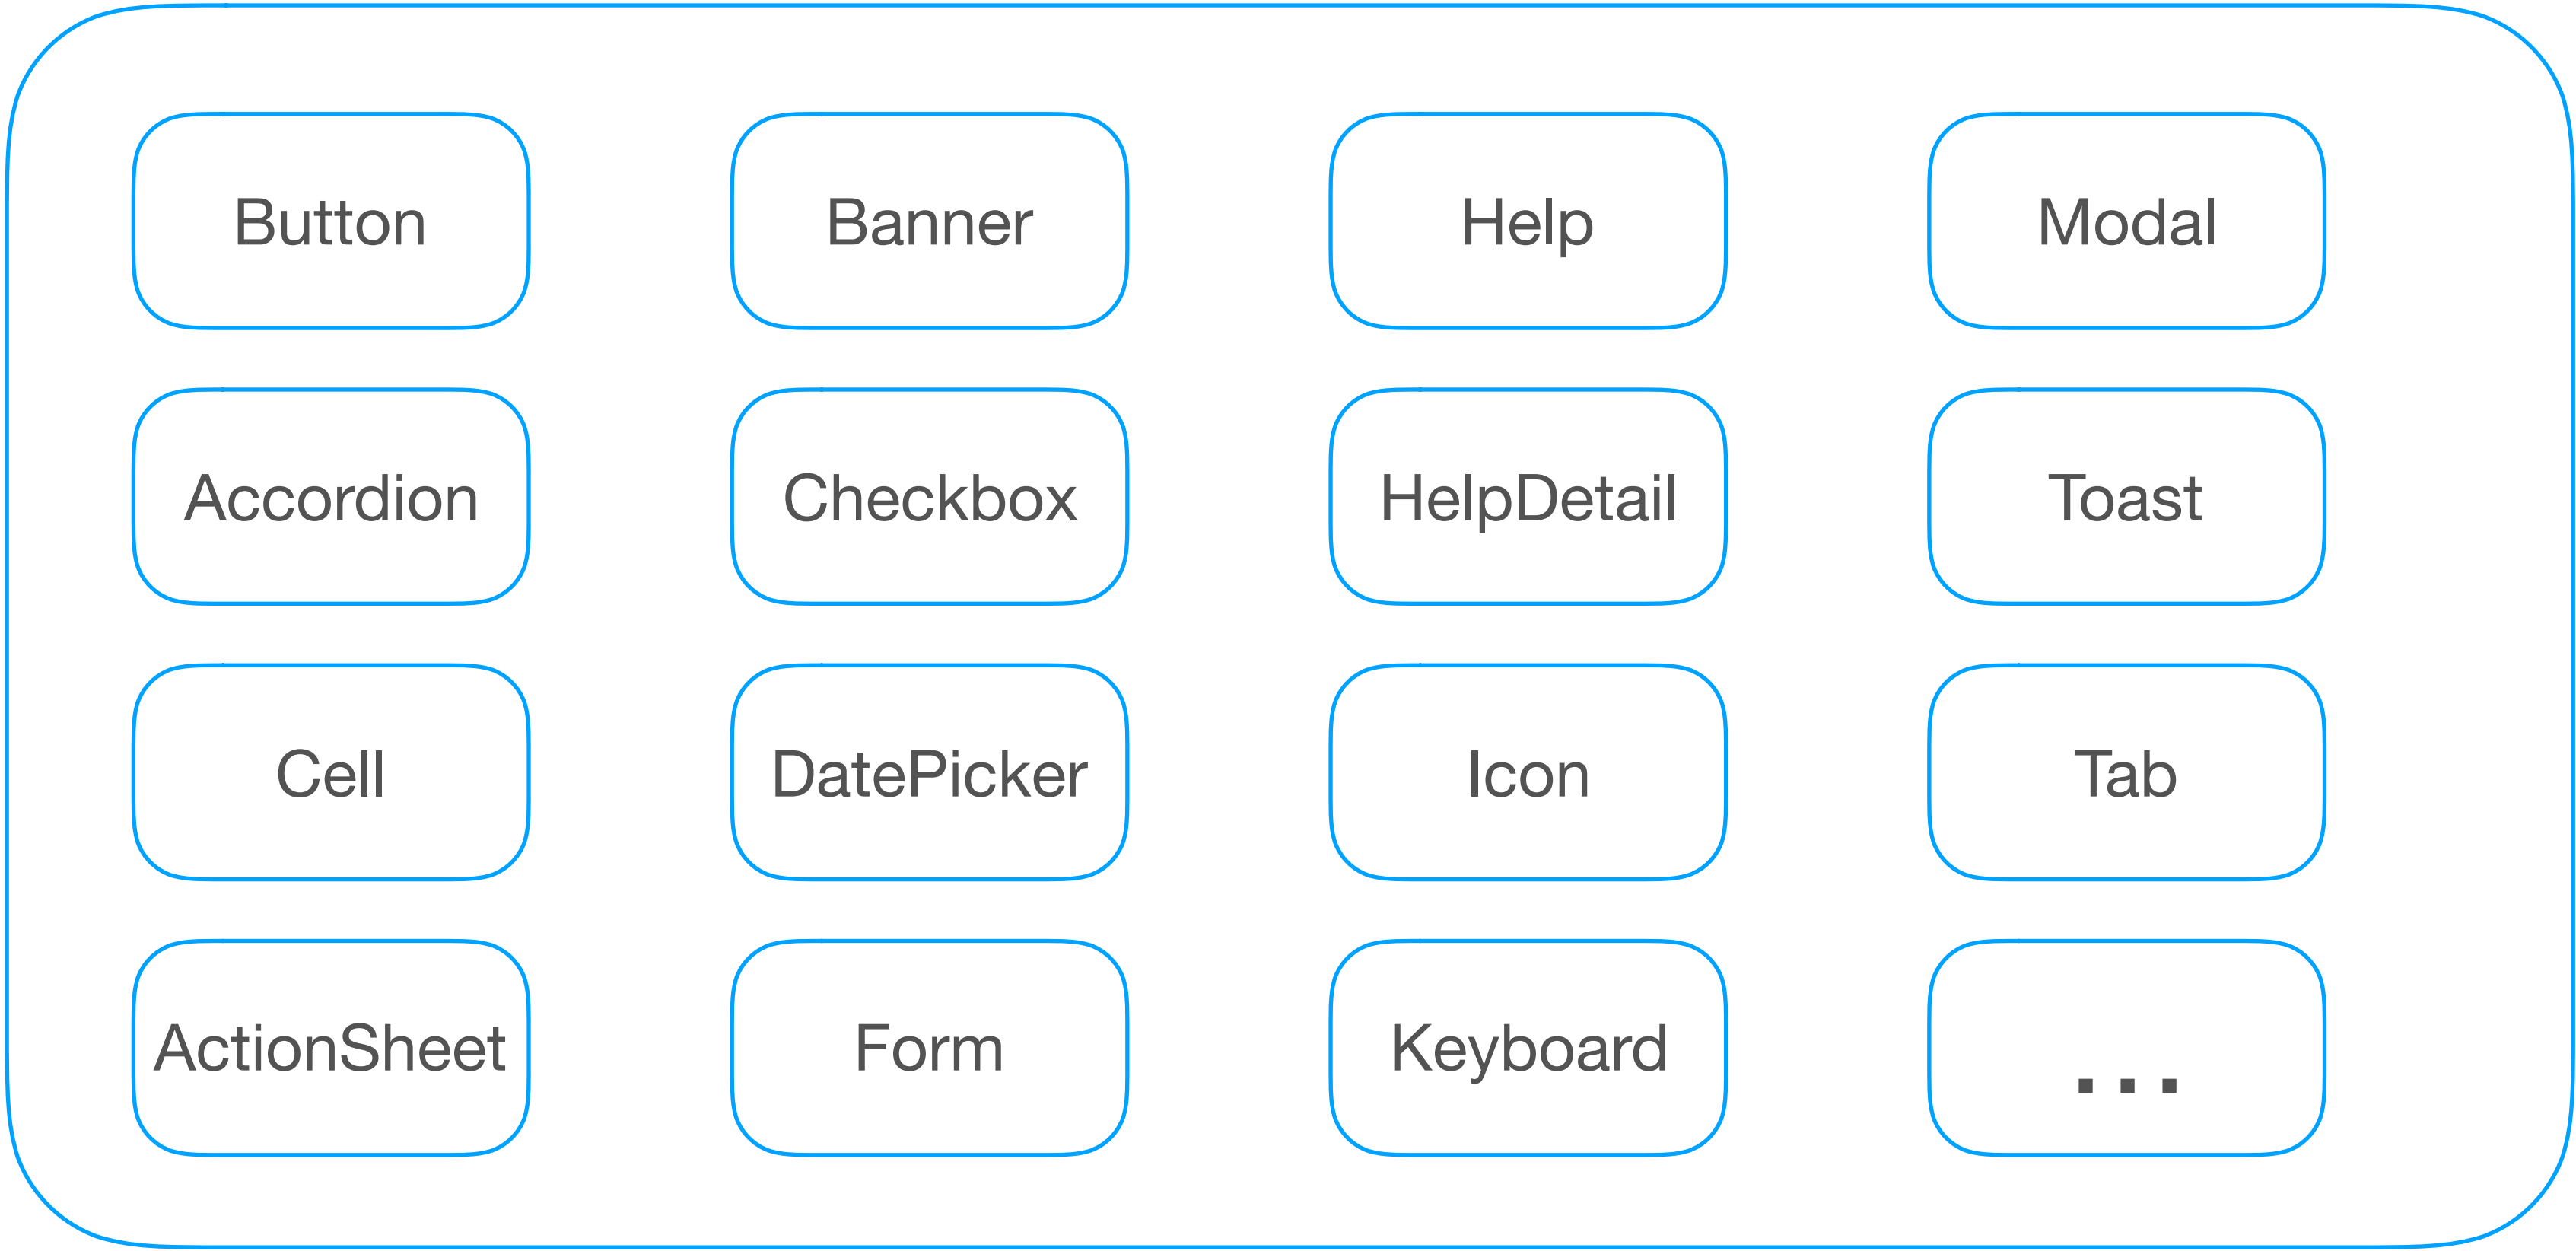 Button
Banner
Help
Modal
Accordion
Checkbox
HelpDetail
Toast
Cell
DatePicker
Icon
Tab
ActionSheet
Form
Keyboard
...